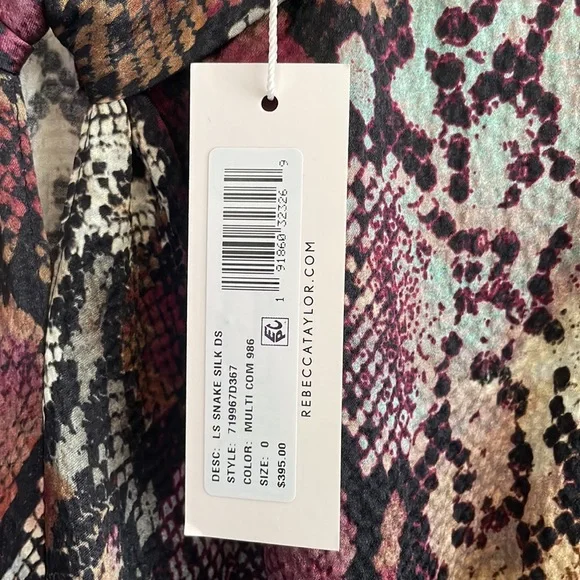 1 91860 32326 9
EPC
DESC: LS SNAKE SILK DS
STYLE: 719967D367
COLOR: MULTI COM 986
SIZE: 0
$395.00
REBECCATAYLOR.COM